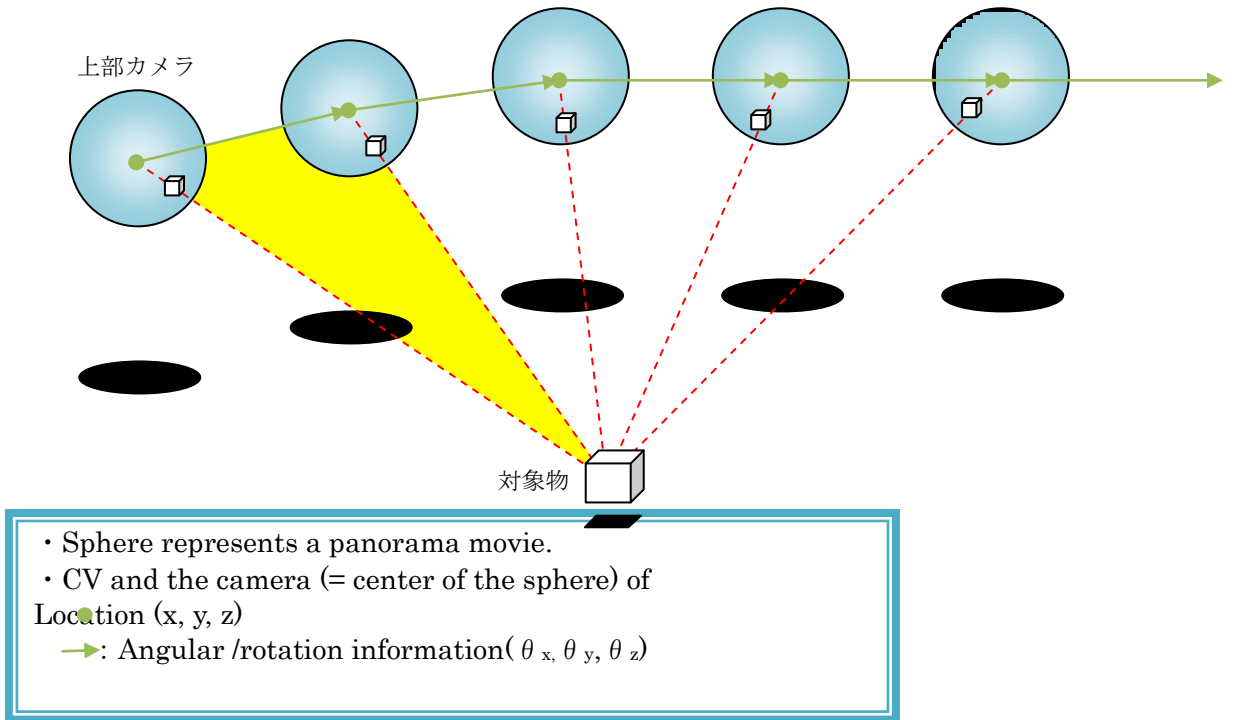 上部カメラ
対象物
・Sphere represents a panorama movie.
・CV and the camera (= center of the sphere) of
Location (x, y, z)
: Angular /rotation information( θ x, θ y, θ z)